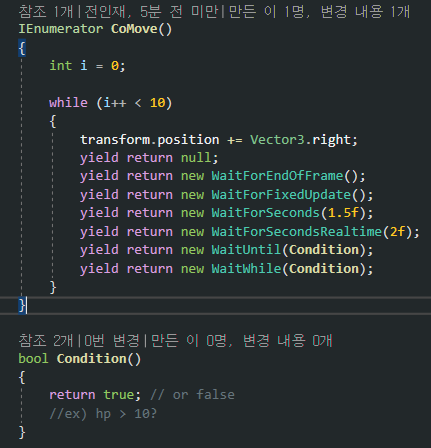 참조 1개|전인재, 5분 전 미만|만든 이 1명, 변경 내용 1개
IEnumerator CoMove()
{
    int i = 0;

    while (i++ < 10)
    {
        transform.position += Vector3.right;
        yield return null;
        yield return new WaitForEndOfFrame();
        yield return new WaitForFixedUpdate();
        yield return new WaitForSeconds(1.5f);
        yield return new WaitForSecondsRealtime(2f);
        yield return new WaitUntil(Condition);
        yield return new WaitWhile(Condition);
    }
}

참조 2개|0번 변경|만든 이 0명, 변경 내용 0개
bool Condition()
{
    return true; // or false
    //ex) hp > 10?
}